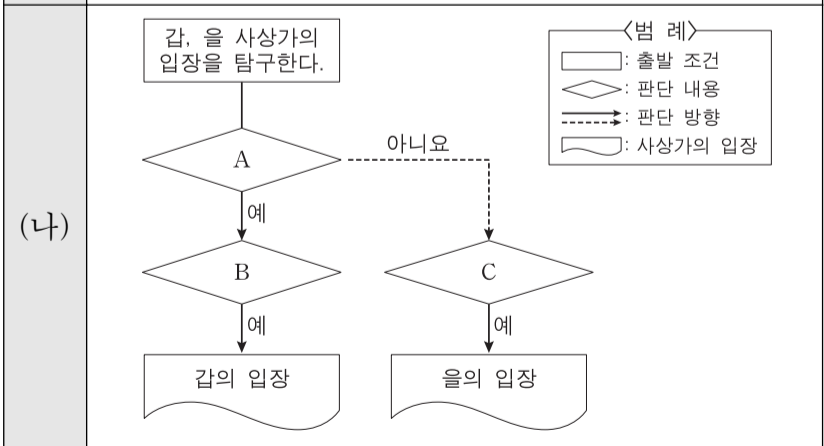 (나)
갑, 을 사상가의
입장을 탐구한다.
A
아니요
예
B
C
예
예
갑의 입장
을의 입장
〈범 례〉
: 출발 조건
: 판단 내용
: 판단 방향
: 사상가의 입장